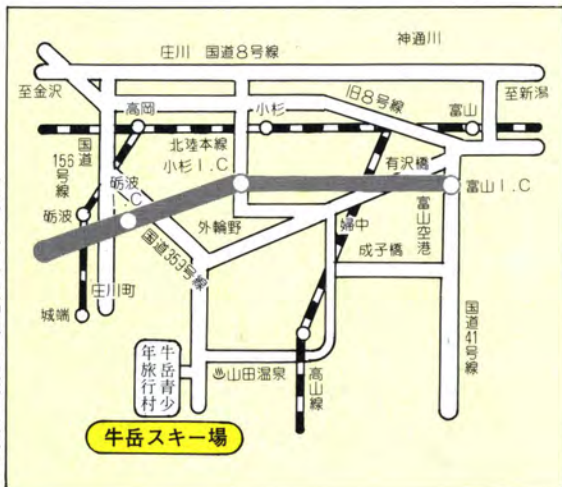 庄川 国道8号線
神通川
至金沢
旧8号線
至新潟
高岡
小杉
富山
国道156号線
北陸本線
砺波I.C
小杉I.C
有沢橋
富山I.C
砺波
外輪野
婦中
富山空港
国道359号線
成子橋
庄川町
城端
国道41号線
牛岳青少
年旅行村
♨山田温泉
高山線
牛岳スキー場